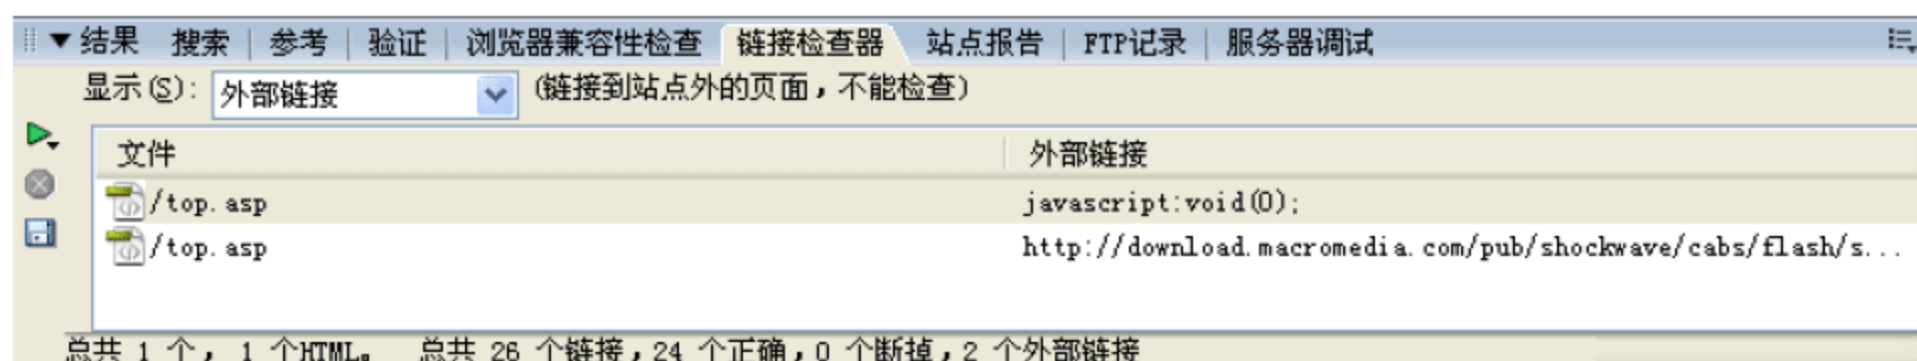 结果 搜索 | 参考 | 验证 | 浏览器兼容性检查 链接检查器 站点报告 | FTP记录 | 服务器调试
显示(S): 外部链接 (链接到站点外的页面，不能检查)
文件 外部链接
/top.asp javascript:void(0);
/top.asp http://download.macromedia.com/pub/shockwave/cabs/flash/s...
总共 1 个， 1 个HTML。 总共 26 个链接，24 个正确，0 个断掉，2 个外部链接